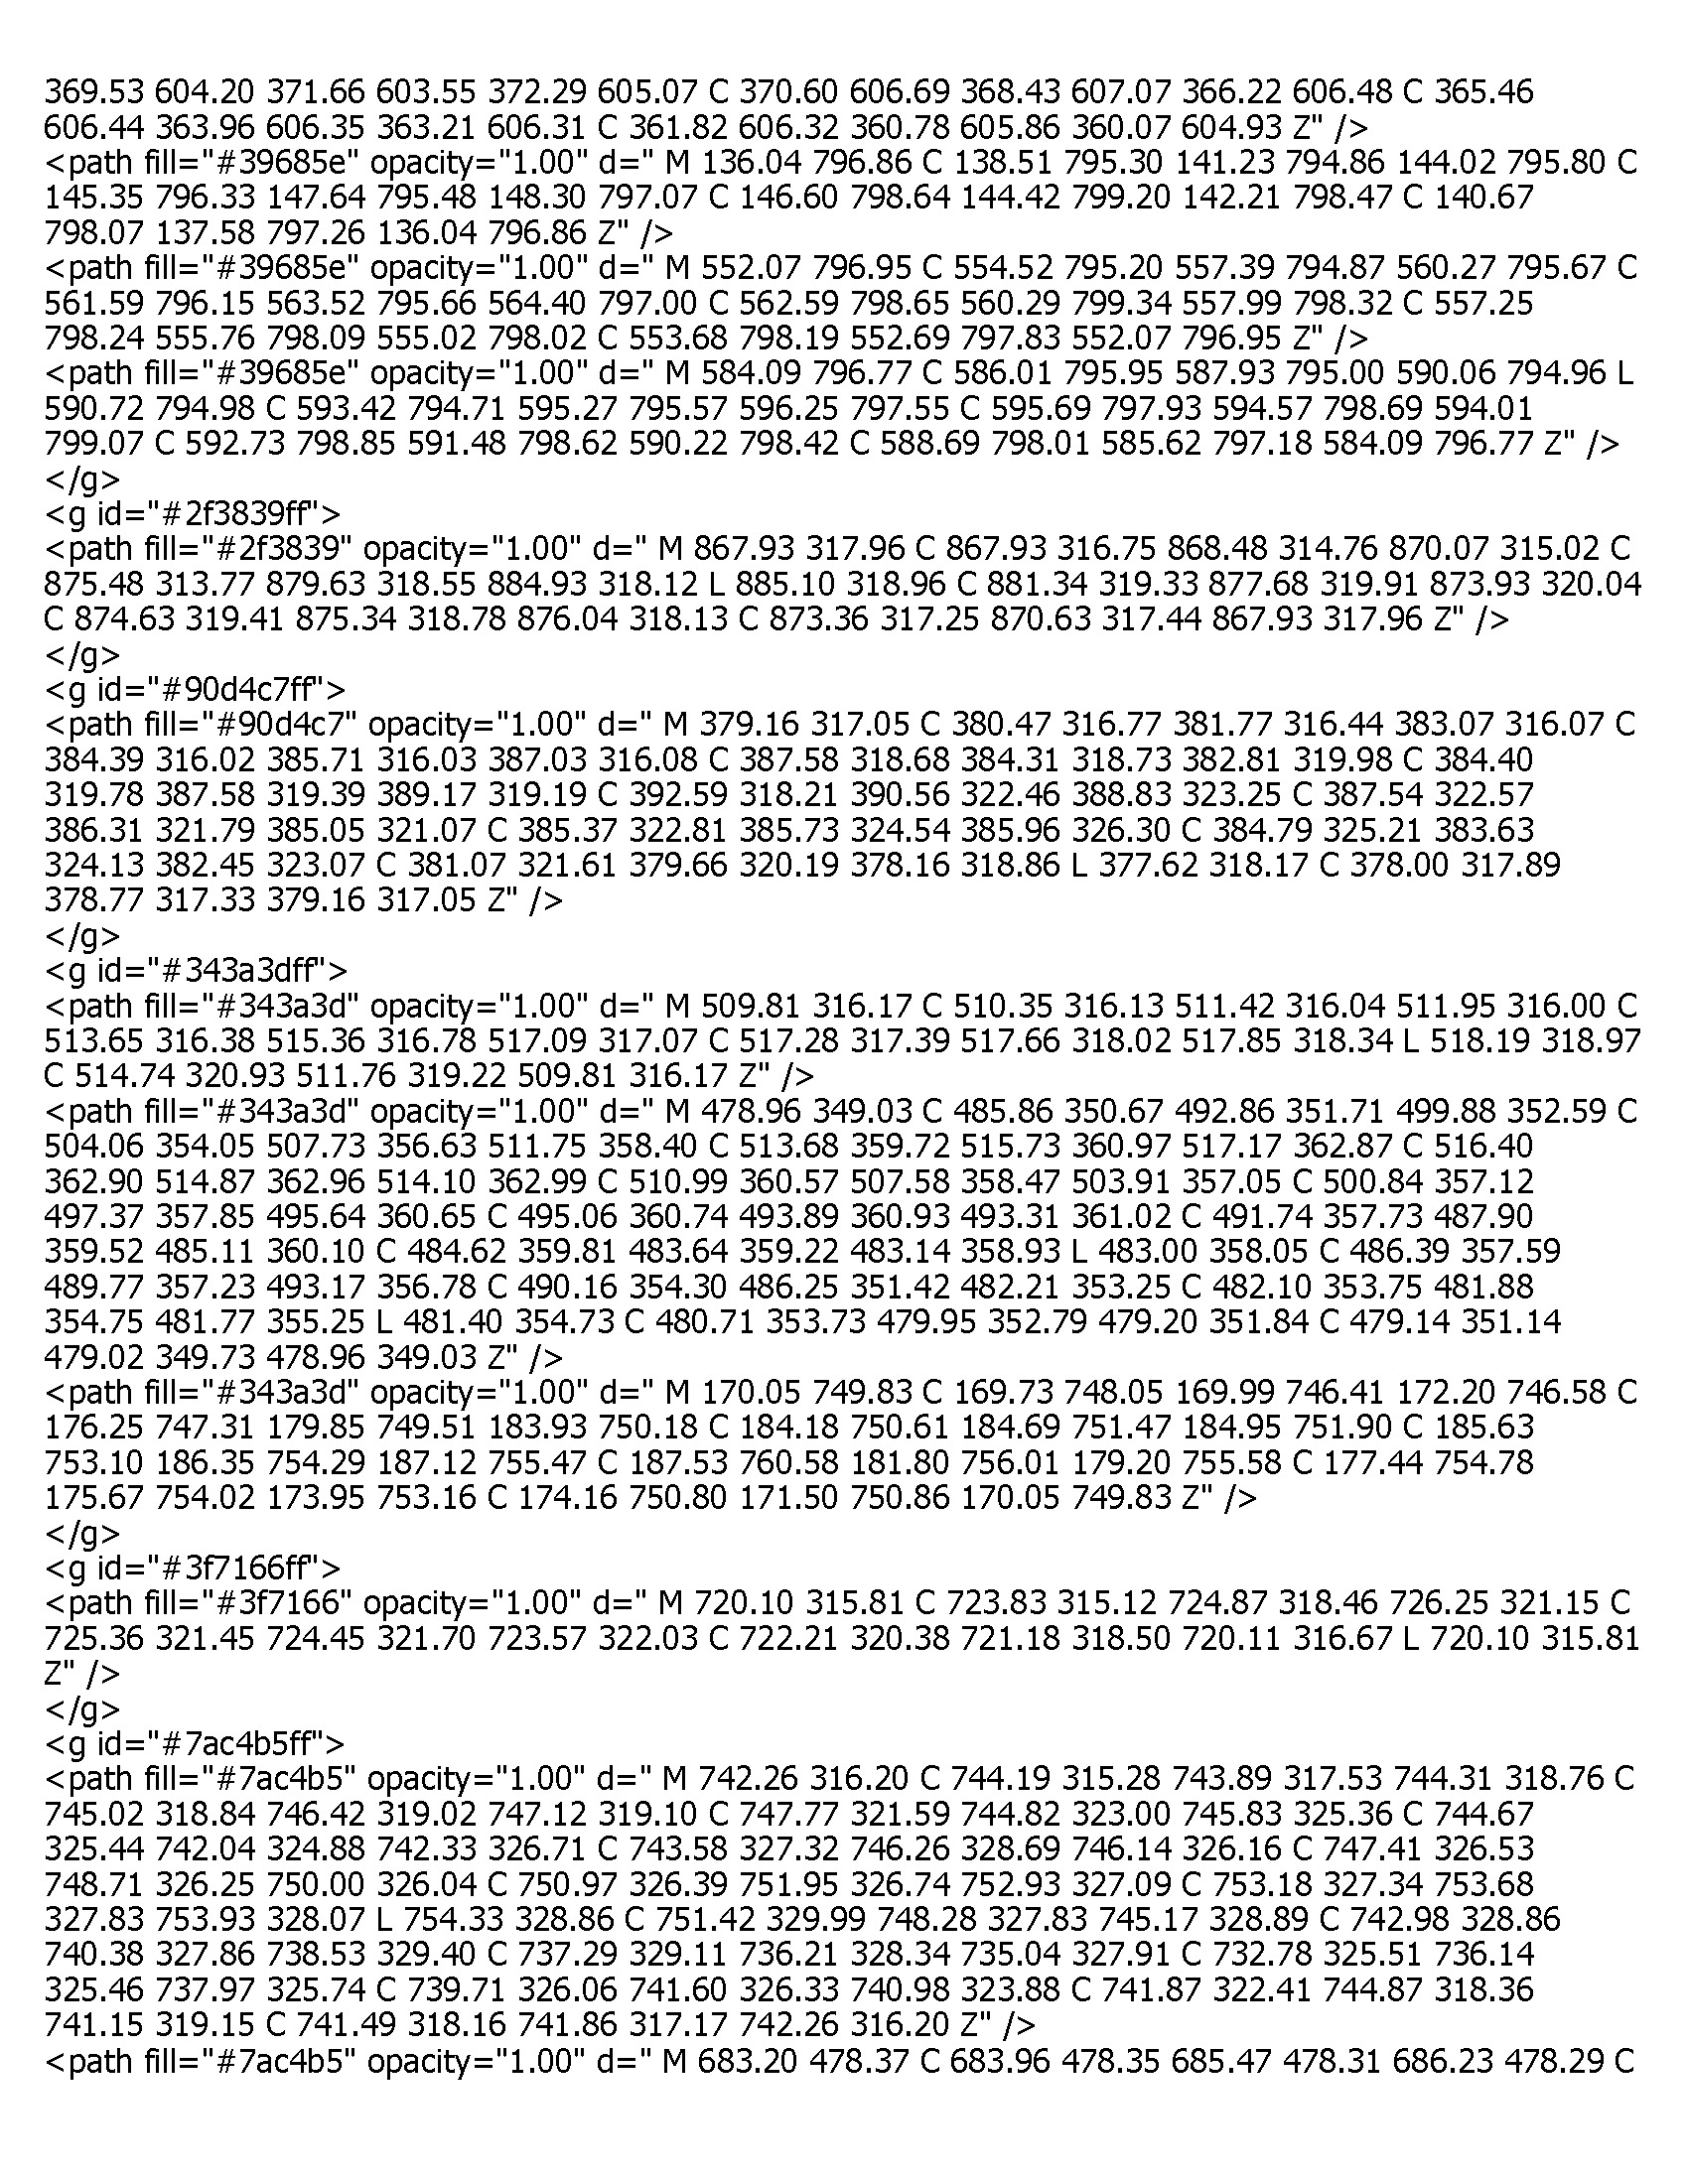 369.53 604.20 371.66 603.55 372.29 605.07 C 370.60 606.69 368.43 607.07 366.22 606.48 C 365.46
606.44 363.96 606.35 363.21 606.31 C 361.82 606.32 360.78 605.86 360.07 604.93 Z" />
<path fill="#39685e" opacity="1.00" d=" M 136.04 796.86 C 138.51 795.30 141.23 794.86 144.02 795.80 C
145.35 796.33 147.64 795.48 148.30 797.07 C 146.60 798.64 144.42 799.20 142.21 798.47 C 140.67
798.07 137.58 797.26 136.04 796.86 Z" />
<path fill="#39685e" opacity="1.00" d=" M 552.07 796.95 C 554.52 795.20 557.39 794.87 560.27 795.67 C
561.59 796.15 563.52 795.66 564.40 797.00 C 562.59 798.65 560.29 799.34 557.99 798.32 C 557.25
798.24 555.76 798.09 555.02 798.02 C 553.68 798.19 552.69 797.83 552.07 796.95 Z" />
<path fill="#39685e" opacity="1.00" d=" M 584.09 796.77 C 586.01 795.95 587.93 795.00 590.06 794.96 L
590.72 794.98 C 593.42 794.71 595.27 795.57 596.25 797.55 C 595.69 797.93 594.57 798.69 594.01
799.07 C 592.73 798.85 591.48 798.62 590.22 798.42 C 588.69 798.01 585.62 797.18 584.09 796.77 Z" />
</g>
<g id="#2f3839ff">
<path fill="#2f3839" opacity="1.00" d=" M 867.93 317.96 C 867.93 316.75 868.48 314.76 870.07 315.02 C
875.48 313.77 879.63 318.55 884.93 318.12 L 885.10 318.96 C 881.34 319.33 877.68 319.91 873.93 320.04
C 874.63 319.41 875.34 318.78 876.04 318.13 C 873.36 317.25 870.63 317.44 867.93 317.96 Z" />
</g>
<g id="#90d4c7ff">
<path fill="#90d4c7" opacity="1.00" d=" M 379.16 317.05 C 380.47 316.77 381.77 316.44 383.07 316.07 C
384.39 316.02 385.71 316.03 387.03 316.08 C 387.58 318.68 384.31 318.73 382.81 319.98 C 384.40
319.78 387.58 319.39 389.17 319.19 C 392.59 318.21 390.56 322.46 388.83 323.25 C 387.54 322.57
386.31 321.79 385.05 321.07 C 385.37 322.81 385.73 324.54 385.96 326.30 C 384.79 325.21 383.63
324.13 382.45 323.07 C 381.07 321.61 379.66 320.19 378.16 318.86 L 377.62 318.17 C 378.00 317.89
378.77 317.33 379.16 317.05 Z" />
</g>
<g id="#343a3dff">
<path fill="#343a3d" opacity="1.00" d=" M 509.81 316.17 C 510.35 316.13 511.42 316.04 511.95 316.00 C
513.65 316.38 515.36 316.78 517.09 317.07 C 517.28 317.39 517.66 318.02 517.85 318.34 L 518.19 318.97
C 514.74 320.93 511.76 319.22 509.81 316.17 Z" />
<path fill="#343a3d" opacity="1.00" d=" M 478.96 349.03 C 485.86 350.67 492.86 351.71 499.88 352.59 C
504.06 354.05 507.73 356.63 511.75 358.40 C 513.68 359.72 515.73 360.97 517.17 362.87 C 516.40
362.90 514.87 362.96 514.10 362.99 C 510.99 360.57 507.58 358.47 503.91 357.05 C 500.84 357.12
497.37 357.85 495.64 360.65 C 495.06 360.74 493.89 360.93 493.31 361.02 C 491.74 357.73 487.90
359.52 485.11 360.10 C 484.62 359.81 483.64 359.22 483.14 358.93 L 483.00 358.05 C 486.39 357.59
489.77 357.23 493.17 356.78 C 490.16 354.30 486.25 351.42 482.21 353.25 C 482.10 353.75 481.88
354.75 481.77 355.25 L 481.40 354.73 C 480.71 353.73 479.95 352.79 479.20 351.84 C 479.14 351.14
479.02 349.73 478.96 349.03 Z" />
<path fill="#343a3d" opacity="1.00" d=" M 170.05 749.83 C 169.73 748.05 169.99 746.41 172.20 746.58 C
176.25 747.31 179.85 749.51 183.93 750.18 C 184.18 750.61 184.69 751.47 184.95 751.90 C 185.63
753.10 186.35 754.29 187.12 755.47 C 187.53 760.58 181.80 756.01 179.20 755.58 C 177.44 754.78
175.67 754.02 173.95 753.16 C 174.16 750.80 171.50 750.86 170.05 749.83 Z" />
</g>
<g id="#3f7166ff">
<path fill="#3f7166" opacity="1.00" d=" M 720.10 315.81 C 723.83 315.12 724.87 318.46 726.25 321.15 C
725.36 321.45 724.45 321.70 723.57 322.03 C 722.21 320.38 721.18 318.50 720.11 316.67 L 720.10 315.81
Z" />
</g>
<g id="#7ac4b5ff">
<path fill="#7ac4b5" opacity="1.00" d=" M 742.26 316.20 C 744.19 315.28 743.89 317.53 744.31 318.76 C
745.02 318.84 746.42 319.02 747.12 319.10 C 747.77 321.59 744.82 323.00 745.83 325.36 C 744.67
325.44 742.04 324.88 742.33 326.71 C 743.58 327.32 746.26 328.69 746.14 326.16 C 747.41 326.53
748.71 326.25 750.00 326.04 C 750.97 326.39 751.95 326.74 752.93 327.09 C 753.18 327.34 753.68
327.83 753.93 328.07 L 754.33 328.86 C 751.42 329.99 748.28 327.83 745.17 328.89 C 742.98 328.86
740.38 327.86 738.53 329.40 C 737.29 329.11 736.21 328.34 735.04 327.91 C 732.78 325.51 736.14
325.46 737.97 325.74 C 739.71 326.06 741.60 326.33 740.98 323.88 C 741.87 322.41 744.87 318.36
741.15 319.15 C 741.49 318.16 741.86 317.17 742.26 316.20 Z" />
<path fill="#7ac4b5" opacity="1.00" d=" M 683.20 478.37 C 683.96 478.35 685.47 478.31 686.23 478.29 C